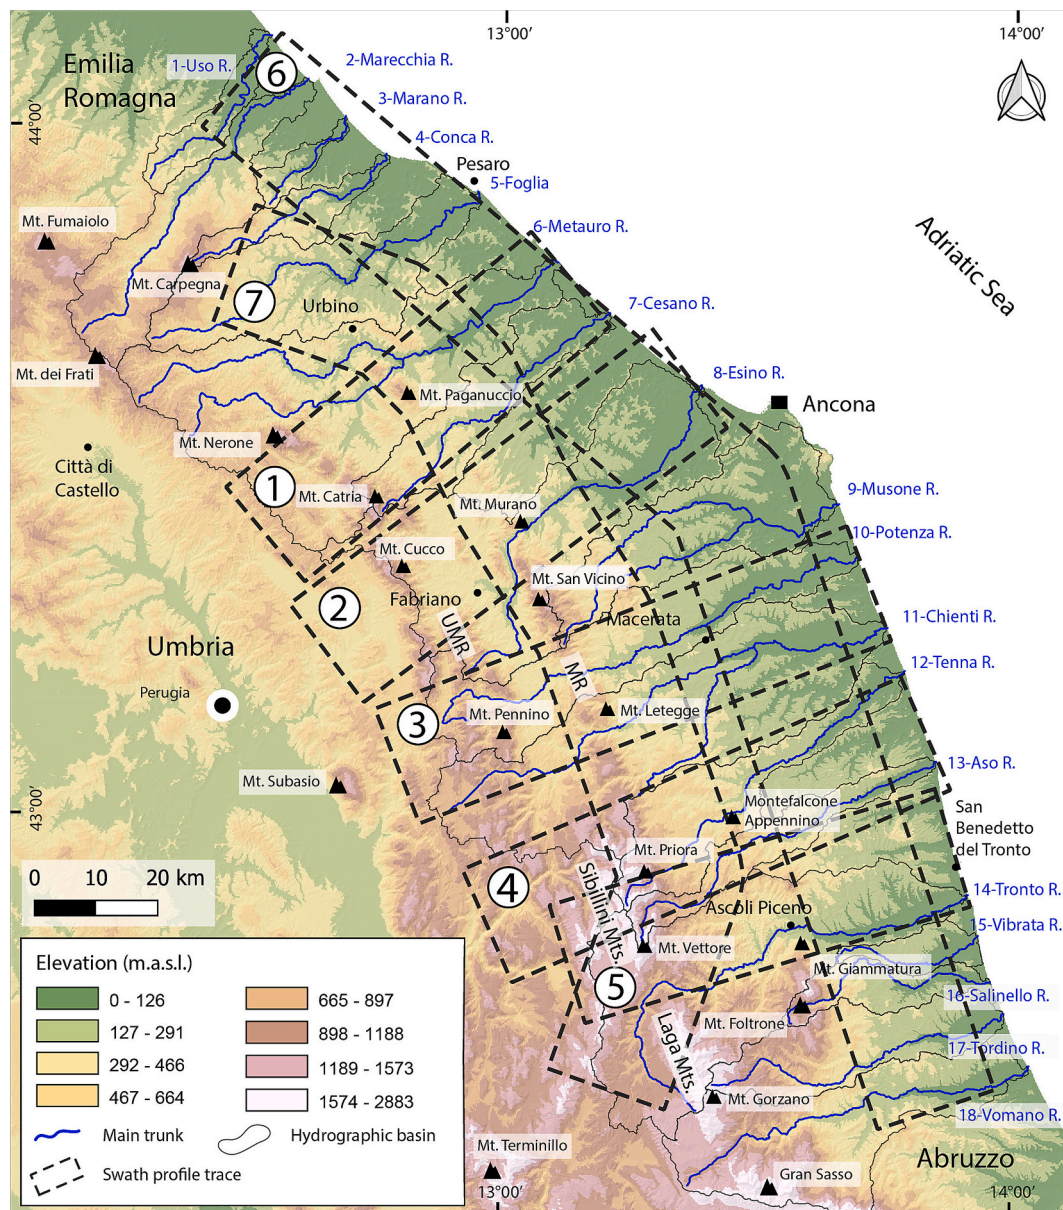 13°00’
14°00’
Emilia
Romagna
1-Uso R.
6
2-Marecchia R.
3-Marano R.
44°00’
4-Conca R.
Pesaro
5-Foglia
Mt. Fumaiolo
6-Metauro R.
Adriatic Sea
Mt. Carpegna
7
Urbino
7-Cesano R.
Mt. dei Frati
8-Esino R.
Mt. Paganuccio
Ancona
Mt. Nerone
Città di
Castello
1
Mt. Catria
Mt. Murano
9-Musone R.
10-Potenza R.
Mt. Cucco
Mt. San Vicino
2
Fabriano
Macerata
11-Chienti R.
UMR
Umbria
MR
12-Tenna R.
Perugia
3
Mt. Pennino
Mt. Letegge
Mt. Subasio
13-Aso R.
43°00’
Montefalcone
Appennino
San
Benedetto
del Tronto
Mt. Priora
0 10 20 km
4
Sibillini Mts.
14-Tronto R.
Ascoli Piceno
15-Vibrata R.
Mt. Vettore
Mt. Giammatura
5
16-Salinello R.
Mt. Foltrone
Laga Mts.
17-Tordino R.
Mt. Gorzano
18-Vomano R.
Mt. Terminillo
Abruzzo
Gran Sasso
13°00’
14°00’
Elevation (m.a.s.l.)
0 - 126
665 - 897
127 - 291
898 - 1188
292 - 466
1189 - 1573
467 - 664
1574 - 2883
Main trunk
Hydrographic basin
Swath profile trace